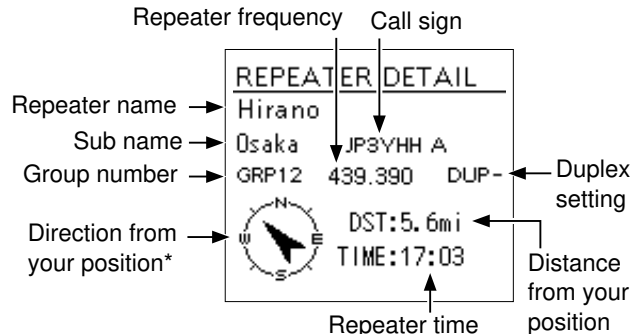 Repeater frequency
Call sign
REPEATER DETAIL
Repeater name
Hirano
Sub name
Osaka JP3YHH A
Group number
GRP12 439.390 DUP-
Duplex
setting
N
W E
S
Direction from
your position*
DST:5.6mi
TIME:17:03
Distance
from your
position
Repeater time